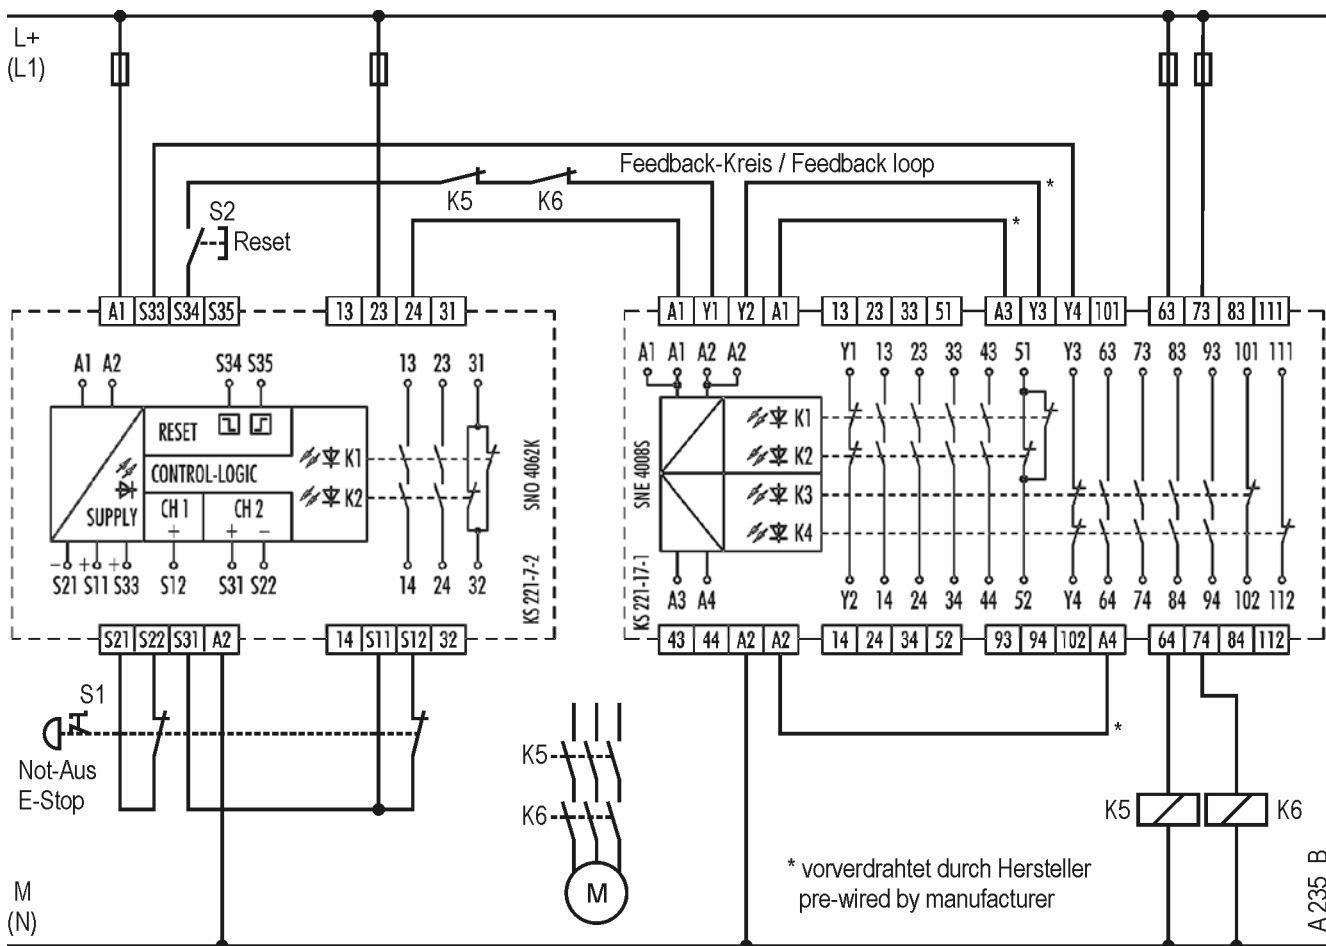 L+
(L1)
Feedback-Kreis / Feedback loop
*
K5 K6
S2
Reset
*
A1 S33 S34 S35 13 23 24 31
A1 Y1 Y2 A1 13 23 33 51 A3 Y3 Y4 101 63 73 83 111
A1 A2 S34 S35 13 23 31
RESET
CONTROL-LOGIC
K1
K2
SUPPLY
CH 1
+
CH 2
+ −
− + +
S21 S11 S33 S12 S31 S22 14 24 32
SNO 4062K
KS 221-7-2
A1 A1 A2 A2 Y1 13 23 33 43 51 Y3 63 73 83 93 101 111
K1
K2
K3
K4
SNE 4008S
KS 221-17-1
A3 A4 Y2 14 24 34 44 52 Y4 64 74 84 94 102 112
S21 S22 S31 A2 14 S11 S12 32
43 44 A2 A2 14 24 34 52 93 94 102 A4 64 74 84 112
S1
Not-Aus
E-Stop
*
K5
K6
M
K5 K6
* vorverdrahtet durch Hersteller
pre-wired by manufacturer
M
(N)
A 235 B